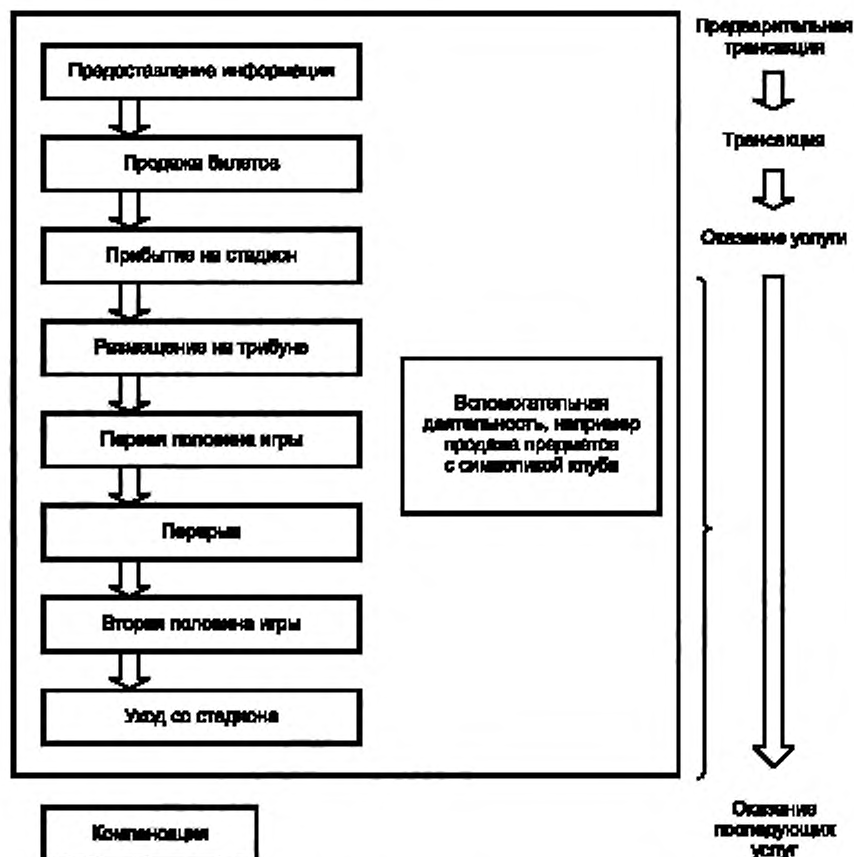 Предоставление информации
Продажа билетов
Прибытие на стадион
Размещение на трибуне
Первая половина игры
Перерыв
Вторая половина игры
Уход со стадиона
Вспомогательная
деятельность, например
продажа предметов
с символикой клуба
Компенсация
Предварительная
трансакция
Трансакция
Оказание услуги
Оказание
последующих
услуг